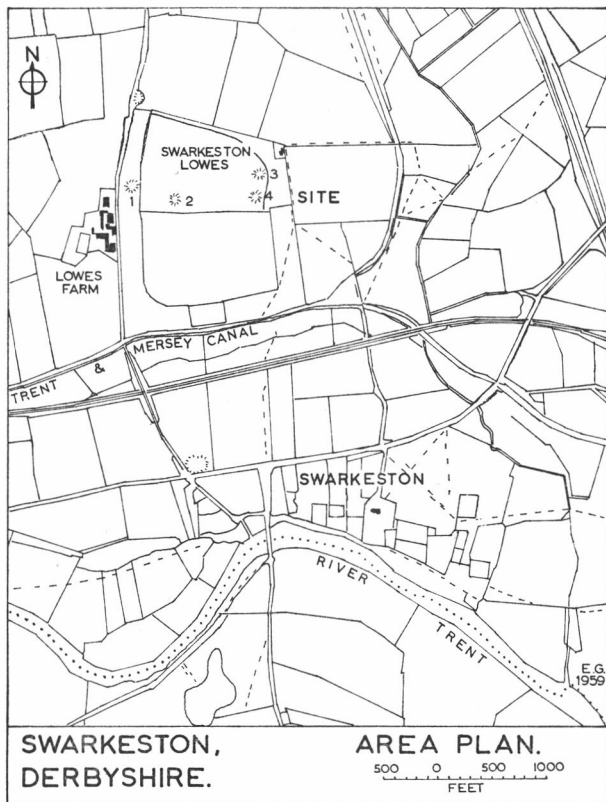 N
SWARKESTON
LOWES
3
SITE
1
2
4
LOWES
FARM
TRENT & MERSEY CANAL
SWARKESTON
RIVER TRENT
E.G.
1959
SWARKESTON,
DERBYSHIRE.
AREA PLAN.
500 0 500 1000
FEET